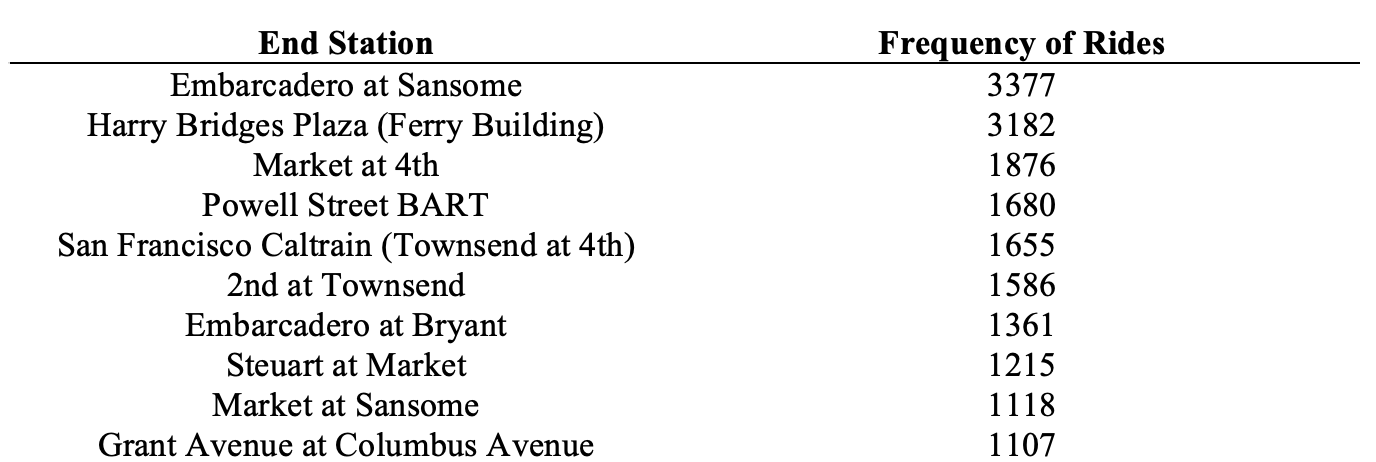 End Station Frequency of Rides
Embarcadero at Sansome 3377
Harry Bridges Plaza (Ferry Building) 3182
Market at 4th 1876
Powell Street BART 1680
San Francisco Caltrain (Townsend at 4th) 1655
2nd at Townsend 1586
Embarcadero at Bryant 1361
Steuart at Market 1215
Market at Sansome 1118
Grant Avenue at Columbus Avenue 1107